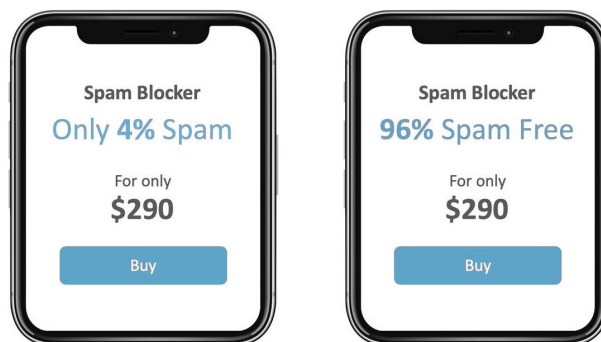 Spam Blocker
Only 4% Spam
For only
$290
Buy
Spam Blocker
96% Spam Free
For only
$290
Buy